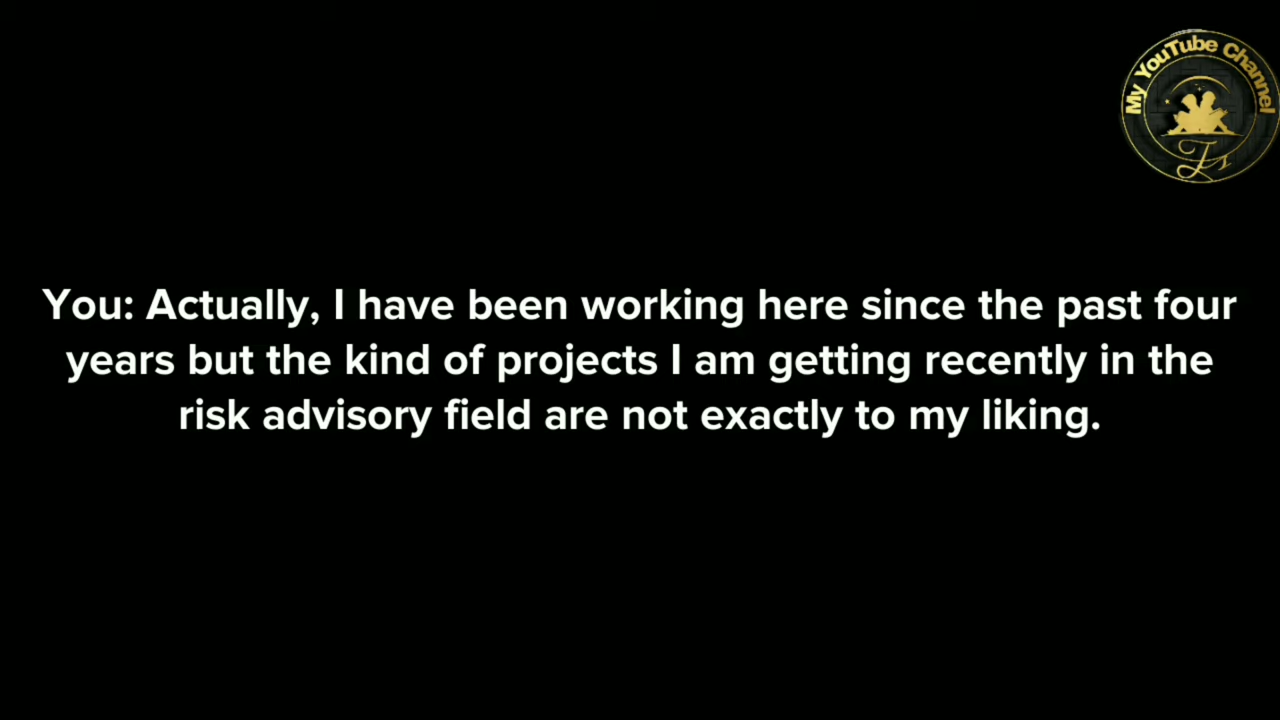 My YouTube Channel
You: Actually, I have been working here since the past four
years but the kind of projects I am getting recently in the
risk advisory field are not exactly to my liking.